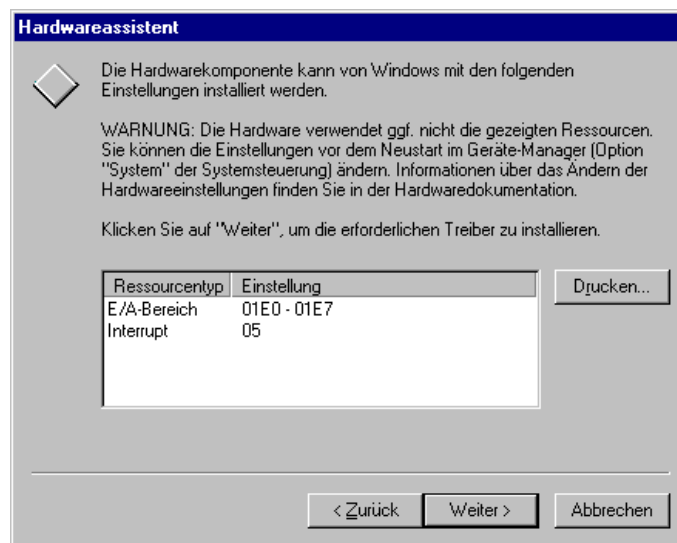 Hardwareassistent
Die Hardwarekomponente kann von Windows mit den folgenden
Einstellungen installiert werden.
WARNUNG: Die Hardware verwendet ggf. nicht die gezeigten Ressourcen.
Sie können die Einstellungen vor dem Neustart im Geräte-Manager (Option
"System" der Systemsteuerung) ändern. Informationen über das Ändern der
Hardwareeinstellungen finden Sie in der Hardwaredokumentation.
Klicken Sie auf "Weiter", um die erforderlichen Treiber zu installieren.
Ressourcentyp Einstellung
E/A-Bereich 01E0 - 01E7
Interrupt 05
Drucken...
< Zurück Weiter > Abbrechen